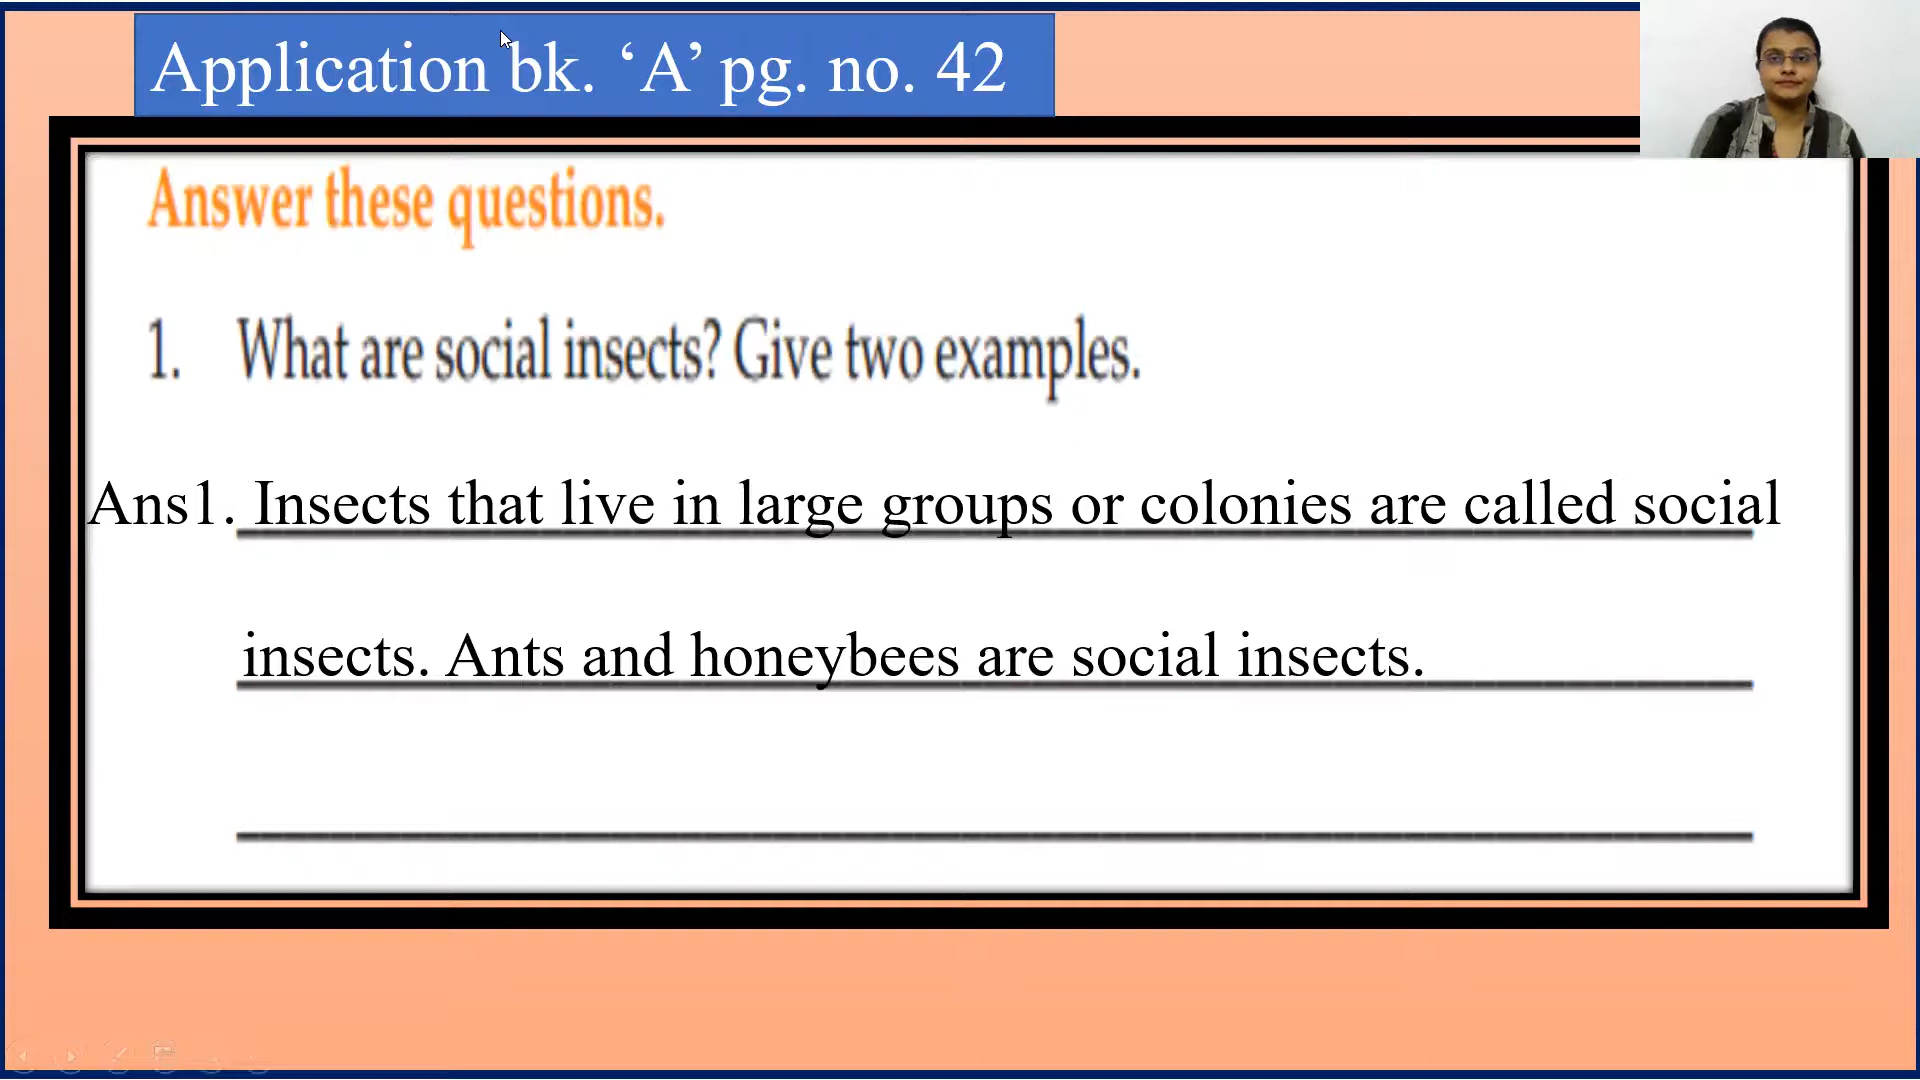 Application bk. ‘A’ pg. no. 42
Answer these questions.
1. What are social insects? Give two examples.
Ans1. Insects that live in large groups or colonies are called social
insects. Ants and honeybees are social insects.